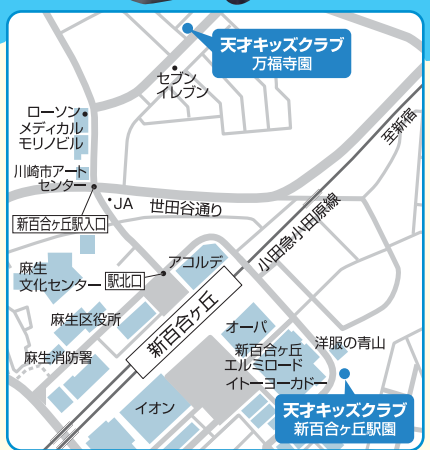 天才キッズクラブ
万福寺園
セブン
イレブン
ローソン
メディカル
モリノビル
至新宿
川崎市アート
センター
JA
世田谷通り
新百合ヶ丘駅入口
小田急小田原線
麻生
文化センター
駅北口
アコルデ
新百合ヶ丘
麻生区役所
オーパ
麻生消防署
新百合ヶ丘
エルミロード
イトーヨーカドー
洋服の青山
イオン
天才キッズクラブ
新百合ヶ丘駅園